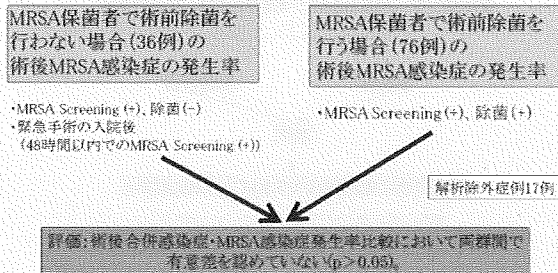 MRSA保菌者で術前除菌を
行わない場合(36例)の
術後MRSA感染症の発生率
・MRSA Screening (+)、除菌(-)
・緊急手術の入院後
(48時間以内でのMRSA Screening (+))
MRSA保菌者で術前除菌を
行う場合(76例)の
術後MRSA感染症の発生率
・MRSA Screening (+)、除菌(+)
解析除外症例17例
評価:術後合併感染症・MRSA感染症発生率比較において両群間で
有意差を認めていない(p>0.05)。